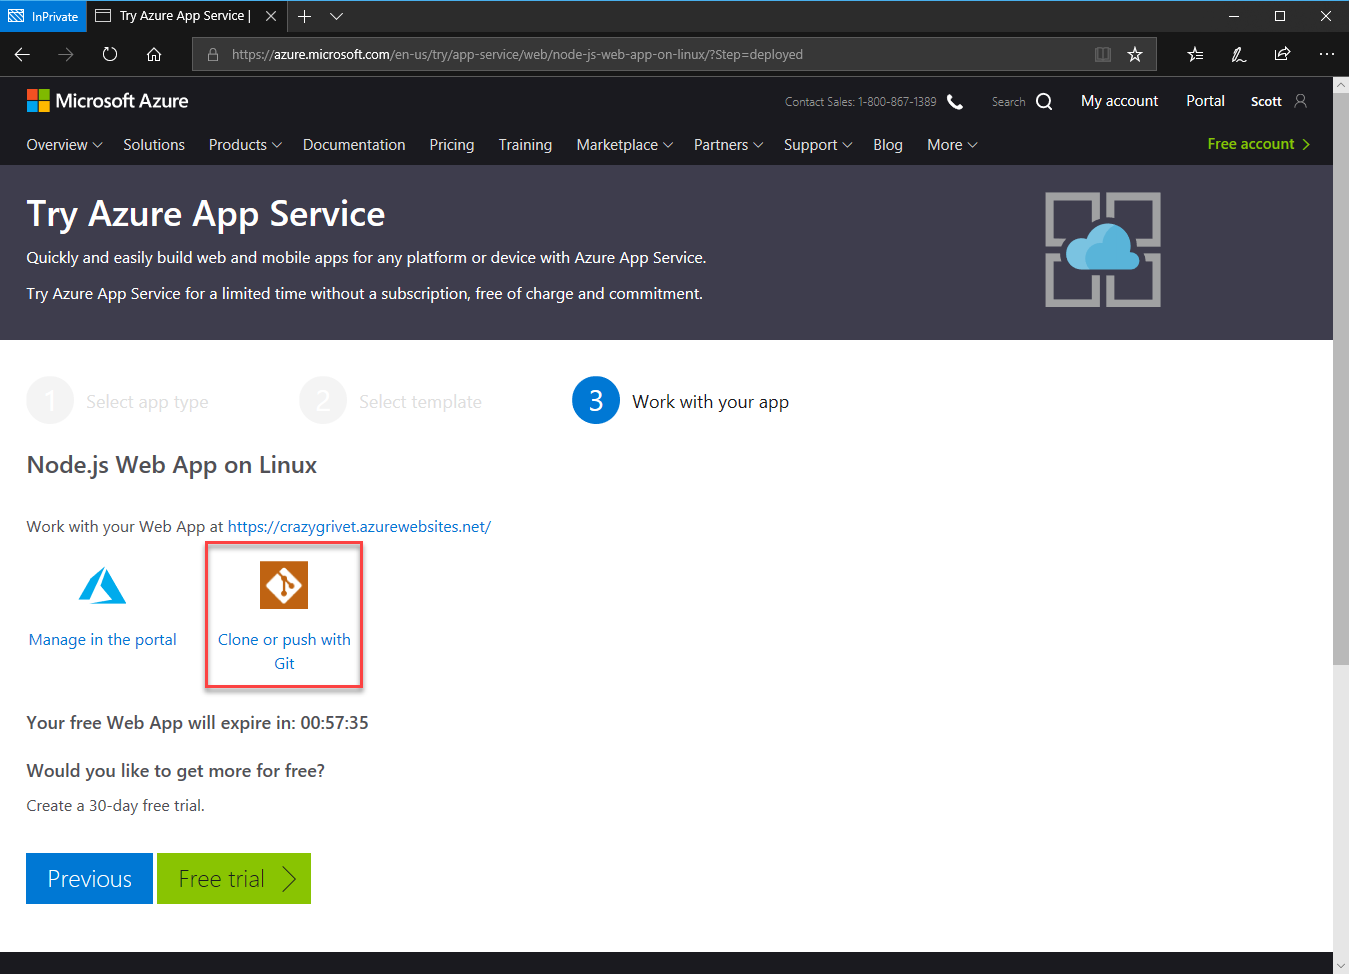 InPrivate
Try Azure App Service |
https://azure.microsoft.com/en-us/try/app-service/web/node-js-web-app-on-linux/?Step=deployed
Microsoft Azure
Contact Sales: 1-800-867-1389
Search
My account
Portal
Scott
Overview
Solutions
Products
Documentation
Pricing
Training
Marketplace
Partners
Support
Blog
More
Free account
Try Azure App Service
Quickly and easily build web and mobile apps for any platform or device with Azure App Service.
Try Azure App Service for a limited time without a subscription, free of charge and commitment.
1 Select app type
2 Select template
3 Work with your app
Node.js Web App on Linux
Work with your Web App at https://crazygrivet.azurewebsites.net/
Manage in the portal
Clone or push with
Git
Your free Web App will expire in: 00:57:35
Would you like to get more for free?
Create a 30-day free trial.
Previous
Free trial